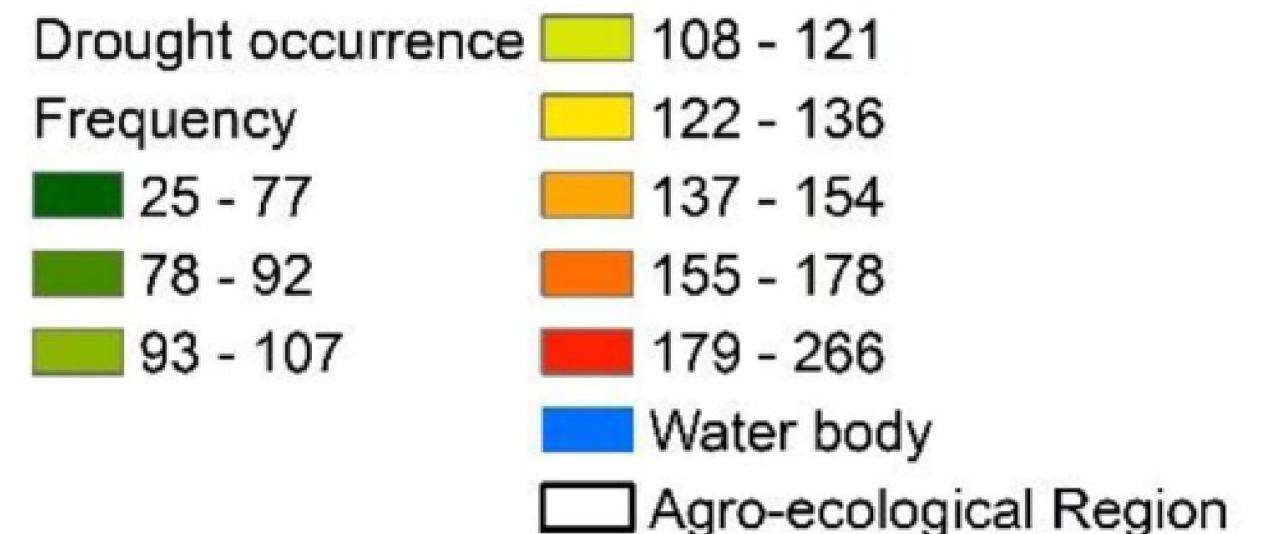 Drought occurrence
Frequency
25 - 77
78 - 92
93 - 107
108 - 121
122 - 136
137 - 154
155 - 178
179 - 266
Water body
Agro-ecological Region